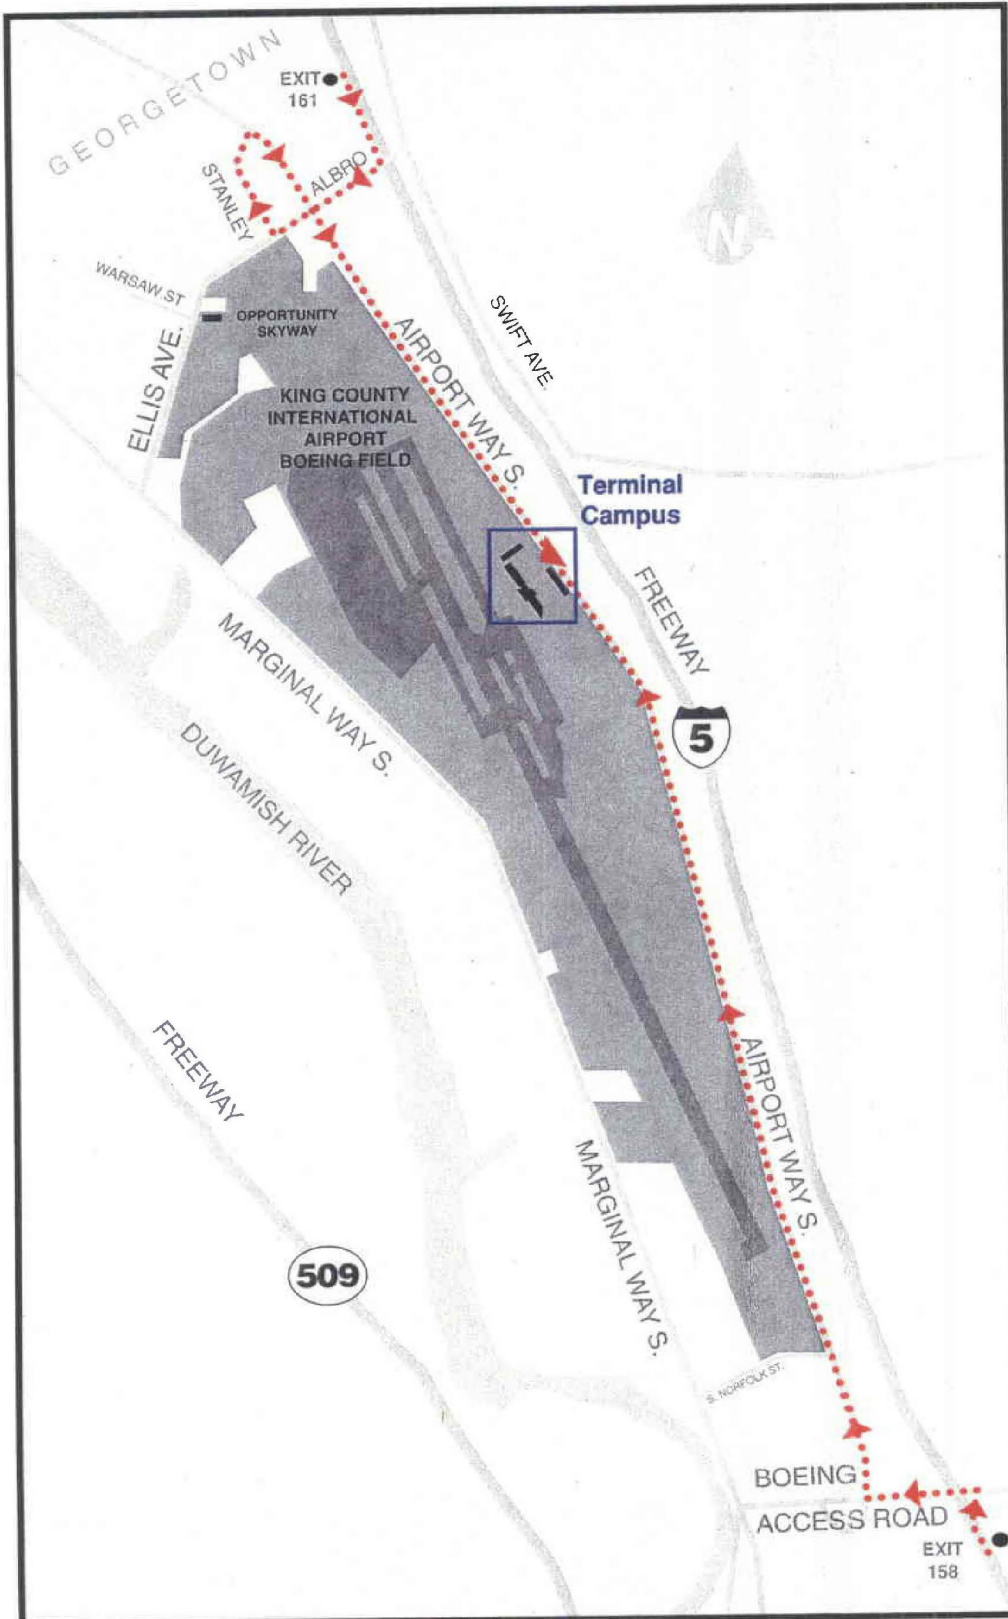 GEORGETOWN
EXIT
161
STANLEY
ALBRO
N
WARSAW ST
OPPORTUNITY
SKYWAY
ELLIS AVE.
SWIFT AVE.
AIRPORT WAY S.
KING COUNTY
INTERNATIONAL
AIRPORT
BOEING FIELD
Terminal
Campus
FREEWAY
5
MARGINAL WAY S.
DUWAMISH RIVER
FREEWAY
509
AIRPORT WAY S.
MARGINAL WAY S.
S. NORFOLK ST.
BOEING
ACCESS ROAD
EXIT
158